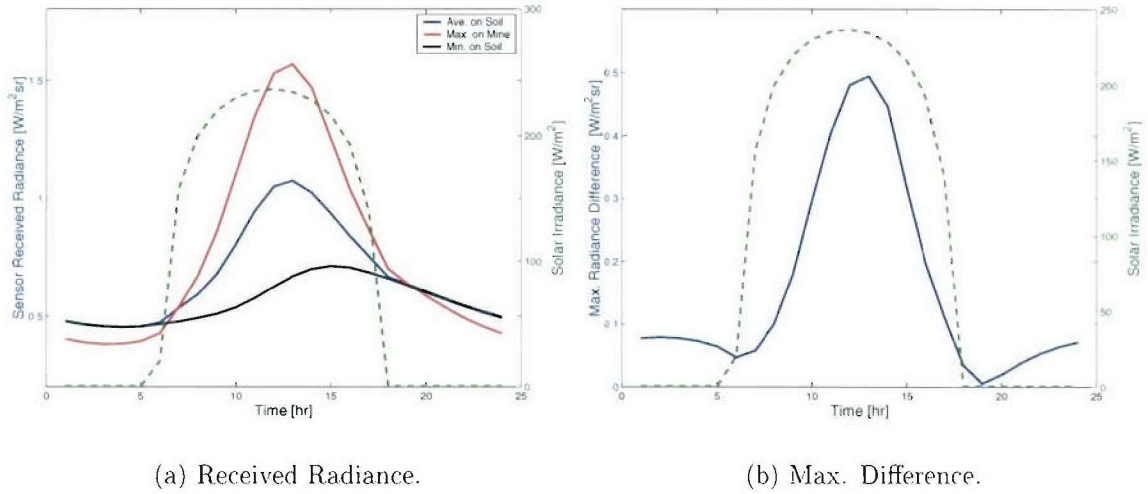 300
250
Ave. on Soil
Max. on Mine
Min. on Soil
1.5
0.5
200
1
0.4
150
0.3
100
0.2
0.5
0.1
50
0
0
0 5 10 15 20 25
0 5 10 15 20 25
Time [hr]
Time [hr]
Sensor Received Radiance [W/m²sr]
Solar Irradiance [W/m²]
200
100
0
Max. Radiance Difference [W/m²sr]
Solar Irradiance [W/m²]
(a) Received Radiance.
(b) Max. Difference.